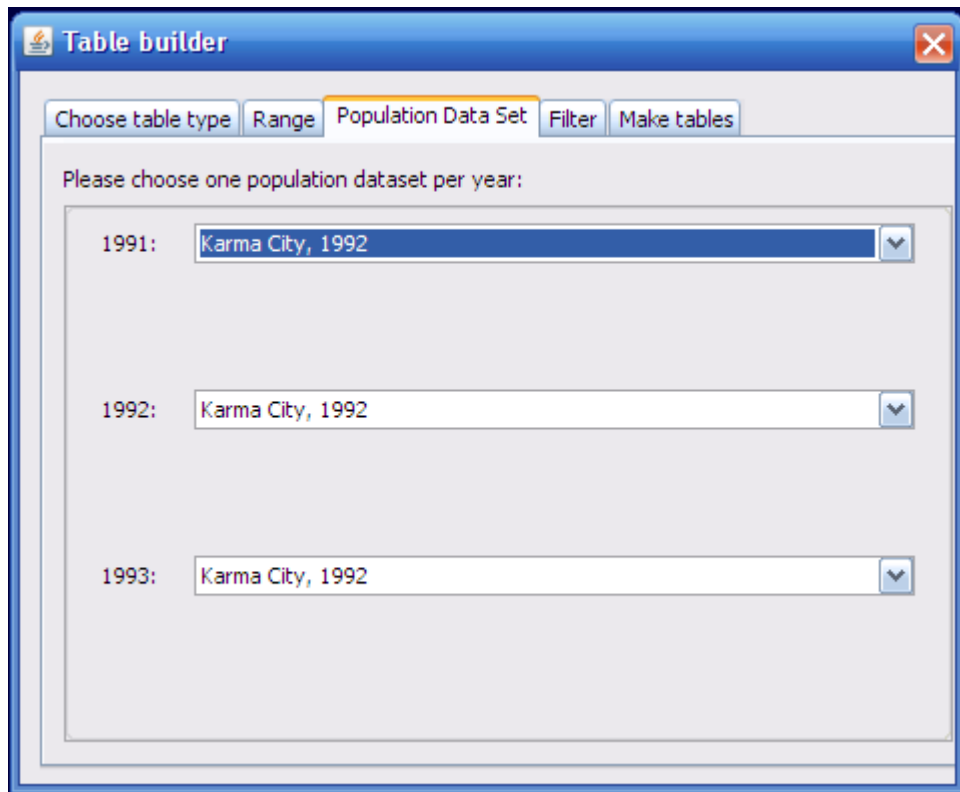 Table builder
Choose table type Range Population Data Set Filter Make tables
Please choose one population dataset per year:
1991: Karma City, 1992
1992: Karma City, 1992
1993: Karma City, 1992